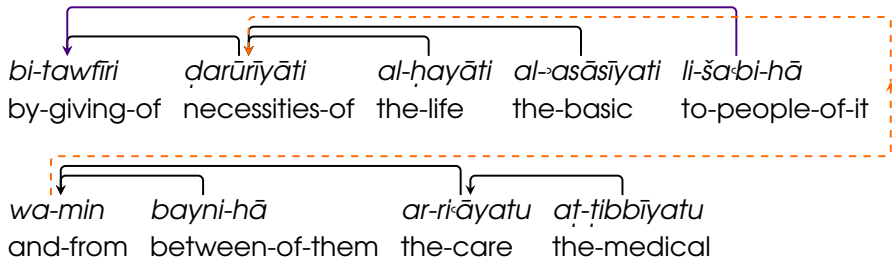 bi-tawfīri ḍarūrīyāti al-ḥayāti al-ʾasāsīyati li-šaʿbi-hā
by-giving-of necessities-of the-life the-basic to-people-of-it
wa-min bayni-hā ar-riʿāyatu aṭ-ṭibbīyatu
and-from between-of-them the-care the-medical